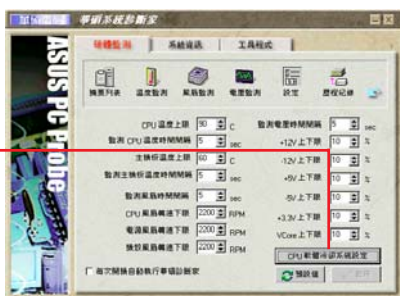 華碩系統診斷家
ASUS PC Probe
硬體監測
系統資訊
工具程式
摘要列表
溫度監測
風扇監測
電壓監測
設定
歷程記錄
CPU 溫度上限 90 C
監測 CPU 溫度時間間隔 5 sec
主機板溫度上限 60 C
監測主機板溫度時間間隔 5 sec
監測風扇時間間隔 5 sec
CPU 風扇轉速下限 2200 RPM
電源風扇轉速下限 2200 RPM
機殼風扇轉速下限 2200 RPM
監測電壓時間間隔 5 sec
+12V 上下限 10 %
-12V 上下限 10 %
+5V 上下限 10 %
-5V 上下限 10 %
+3.3V 上下限 10 %
VCore 上下限 10 %
CPU 軟體冷卻系統設定
每次開機自動執行華碩診斷家
預設值